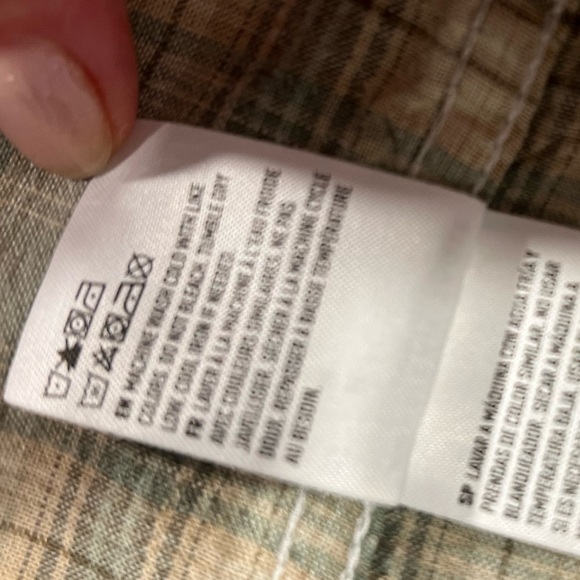 EN MACHINE WASH COLD WITH LIKE
COLORS. DO NOT BLEACH. TUMBLE DRY
LOW. COOL IRON IF NEEDED.
FR LAVER À LA MACHINE À L'EAU FROIDE
AVEC COULEURS SIMILAIRES. NE PAS
JAVELLISER. SÉCHER À LA MACHINE CYCLE
DOUX. REPASSER À BASSE TEMPÉRATURE
AU BESOIN.
SP LAVAR A MÁQUINA CON AGUA FRÍA Y
PRENDAS DE COLOR SIMILAR. NO USAR
BLANQUEADOR. SECAR A MÁQUINA A
TEMPERATURA BAJA.
SI ES